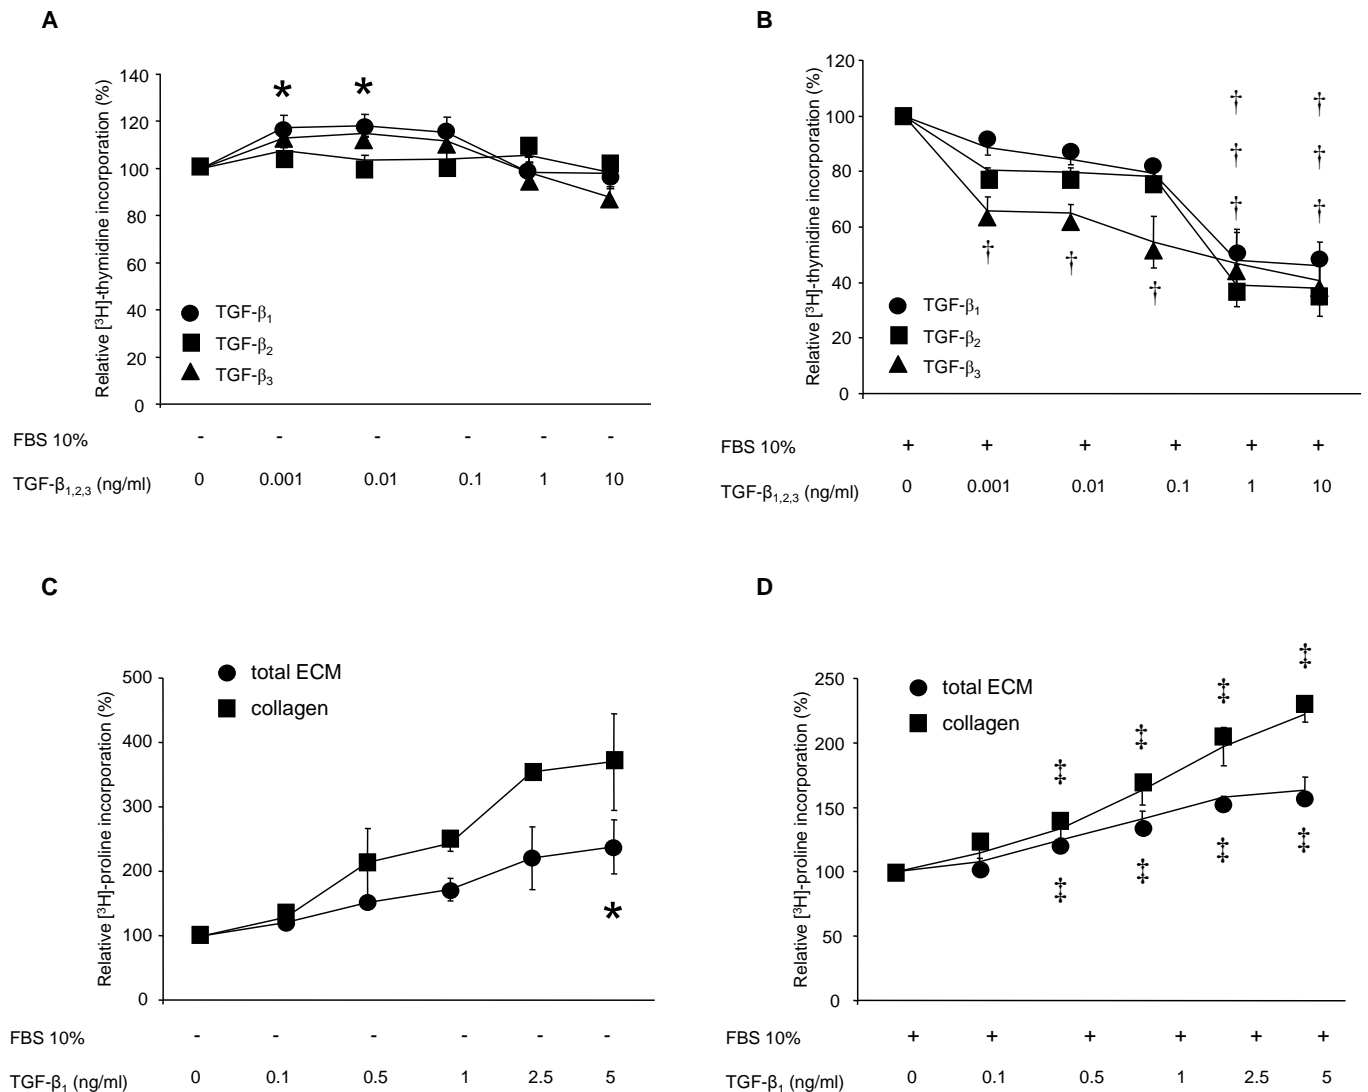 A
Relative [³H]-thymidine incorporation (%)
140
120
100
80
60
40
20
0
* *
TGF-β₁
TGF-β₂
TGF-β₃
FBS 10% - - - - - -
TGF-β₁,₂,₃ (ng/ml) 0 0.001 0.01 0.1 1 10
B
Relative [³H]-thymidine incorporation (%)
120
100
80
60
40
20
0
† †
† †
† †
† † †
TGF-β₁
TGF-β₂
TGF-β₃
FBS 10% + + + + + +
TGF-β₁,₂,₃ (ng/ml) 0 0.001 0.01 0.1 1 10
C
Relative [³H]-proline incorporation (%)
500
400
300
200
100
0
total ECM
collagen
*
FBS 10% - - - - - -
TGF-β₁ (ng/ml) 0 0.1 0.5 1 2.5 5
D
Relative [³H]-proline incorporation (%)
250
200
150
100
50
0
total ECM
collagen
‡ ‡ ‡ ‡
‡ ‡ ‡ ‡
FBS 10% + + + + + +
TGF-β₁ (ng/ml) 0 0.1 0.5 1 2.5 5